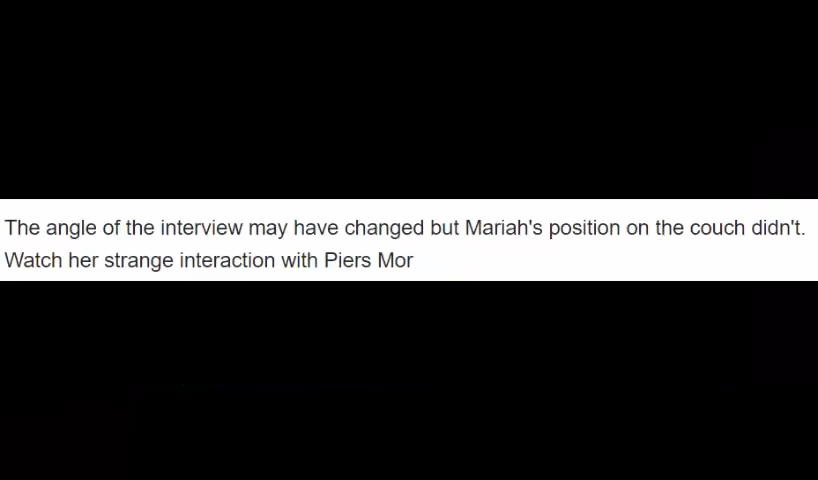 The angle of the interview may have changed but Mariah's position on the couch didn't.
Watch her strange interaction with Piers Mor